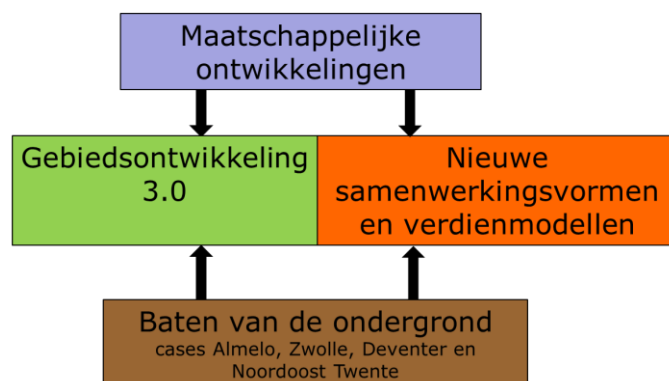 Maatschappelijke
ontwikkelingen
Gebiedsontwikkeling
3.0
Nieuwe
samenwerkingsvormen
en verdienmodellen
Baten van de ondergrond
cases Almelo, Zwolle, Deventer en
Noordoost Twente